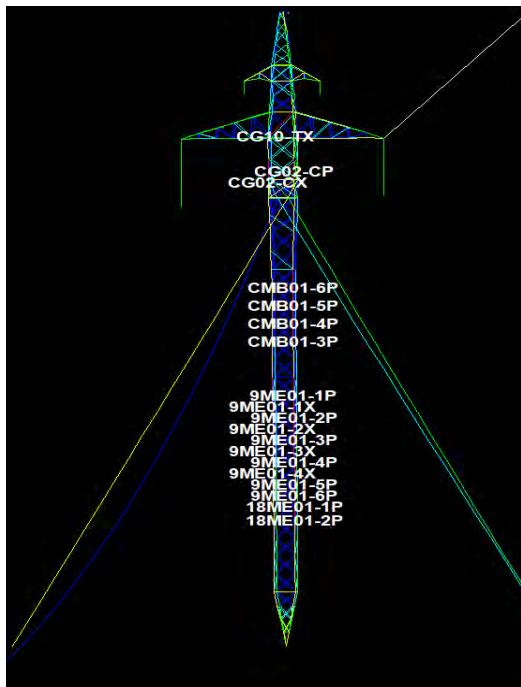 CG10-TX
CG02-CP
CG02-CX
CMB01-6P
CMB01-5P
CMB01-4P
CMB01-3P
9ME01-1P
9ME01-1X
9ME01-2P
9ME01-2X
9ME01-3P
9ME01-3X
9ME01-4P
9ME01-4X
9ME01-5P
9ME01-6P
18ME01-1P
18ME01-2P